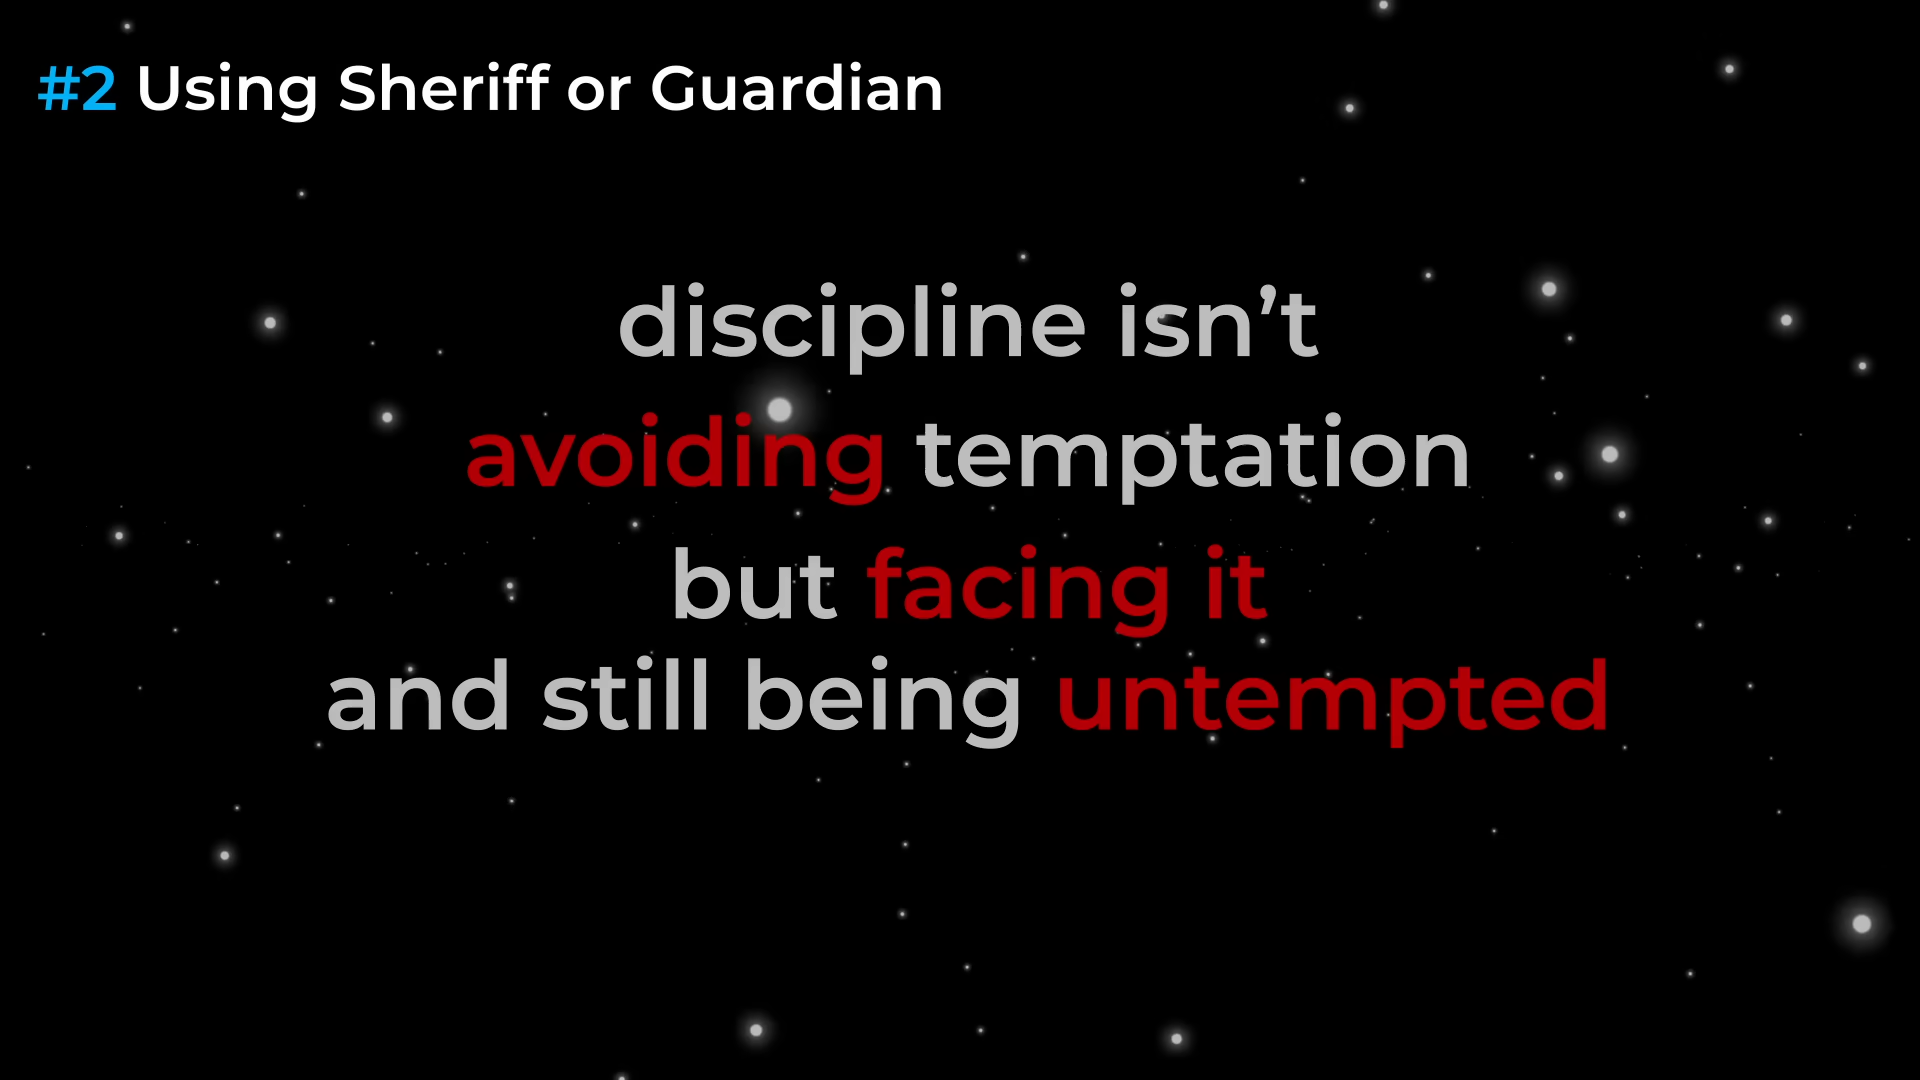 #2 Using Sheriff or Guardian
discipline isn’t
avoiding temptation
but facing it
and still being untempted